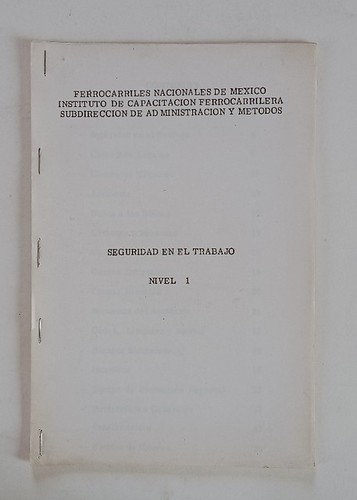 FERROCARRILES NACIONALES DE MEXICO
INSTITUTO DE CAPACITACION FERROCARRILERA
SUBDIRECCION DE ADMINISTRACION Y METODOS
SEGURIDAD EN EL TRABAJO
NIVEL 1